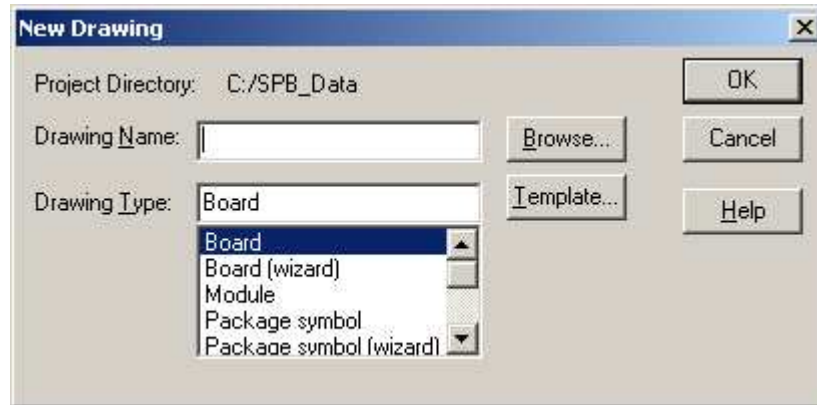 New Drawing
Project Directory: C:/SPB_Data
OK
Drawing Name:
Browse...
Cancel
Drawing Type: Board
Template...
Help
Board
Board (wizard)
Module
Package symbol
Package symbol (wizard)